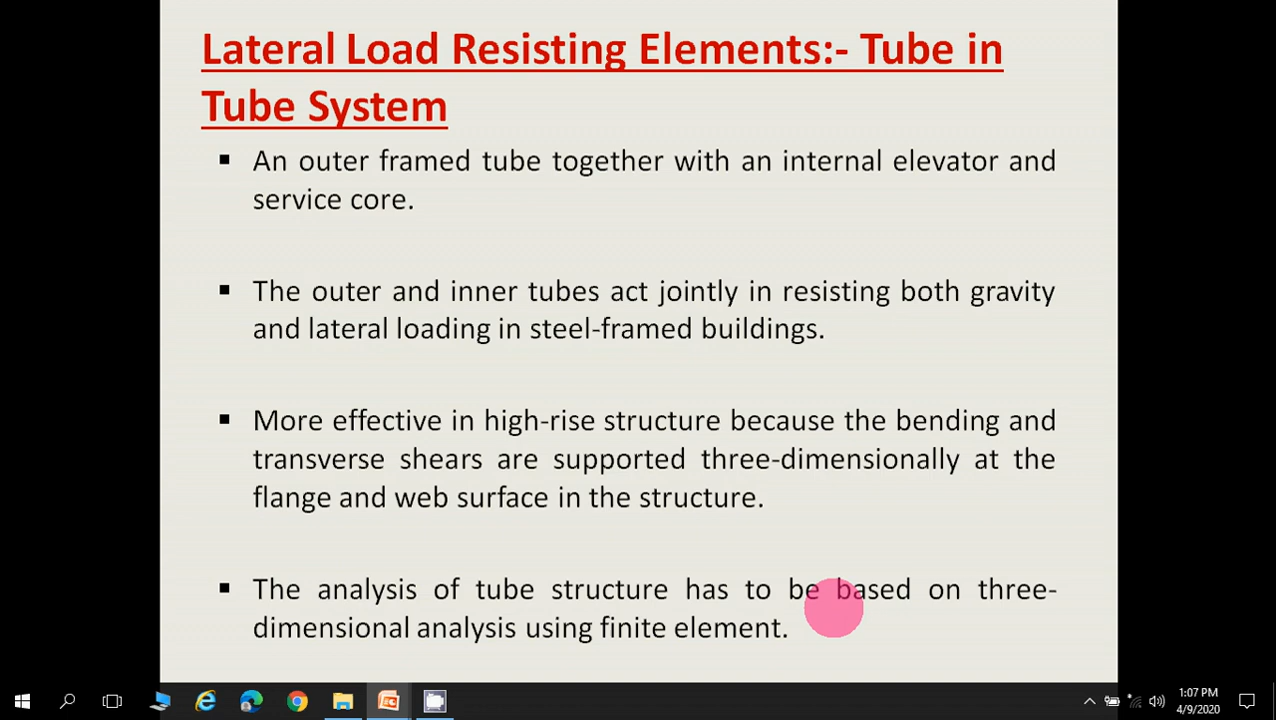 Lateral Load Resisting Elements:- Tube in
Tube System
▪ An outer framed tube together with an internal elevator and
service core.
▪ The outer and inner tubes act jointly in resisting both gravity
and lateral loading in steel-framed buildings.
▪ More effective in high-rise structure because the bending and
transverse shears are supported three-dimensionally at the
flange and web surface in the structure.
▪ The analysis of tube structure has to be based on three-
dimensional analysis using finite element.
1:07 PM
4/9/2020